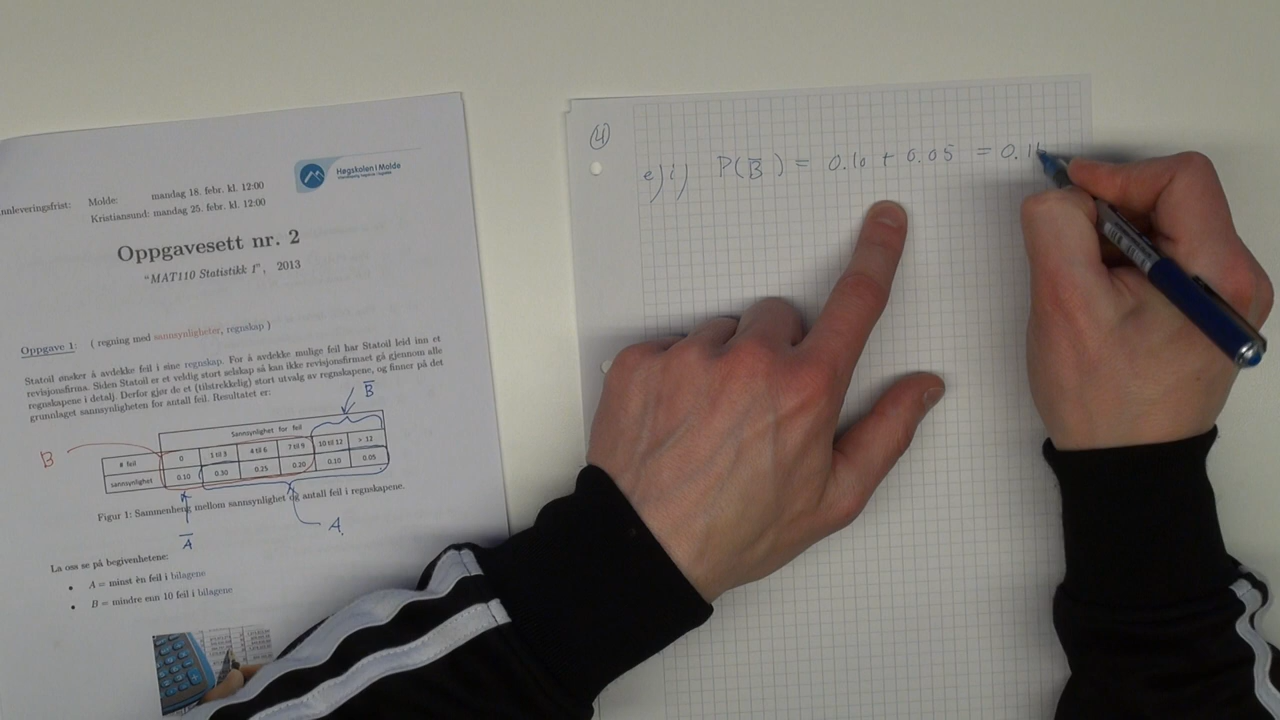 Høgskolen i Molde
nnleveringsfrist: Molde: mandag 18. febr. kl. 12:00
Kristiansund: mandag 25. febr. kl. 12:00
Oppgavesett nr. 2
“MAT110 Statistikk 1”, 2013
Oppgave 1: ( regning med sannsynligheter, regnskap )
Statoil ønsker å avdekke feil i sine regnskap. For å avdekke mulige feil har Statoil leid inn et
revisjonsfirma. Siden Statoil er et veldig stort selskap så kan ikke revisjonsfirmaet gå gjennom alle
regnskapene i detalj. Derfor gjør de et (tilstrekkelig) stort utvalg av regnskapene, og finner på det
grunnlaget sannsynligheten for antall feil. Resultatet er:
B̅
B
Sannsynlighet for feil
# feil 0 1 til 3 4 til 6 7 til 9 10 til 12 > 12
sannsynlighet 0.10 0.30 0.25 0.20 0.10 0.05
Figur 1: Sammenheng mellom sannsynlighet og antall feil i regnskapene.
A̅
A
La oss se på begivenhetene:
• A = minst én feil i bilagene
• B = mindre enn 10 feil i bilagene
④
e) i) P(B̅) = 0.10 + 0.05 = 0.1